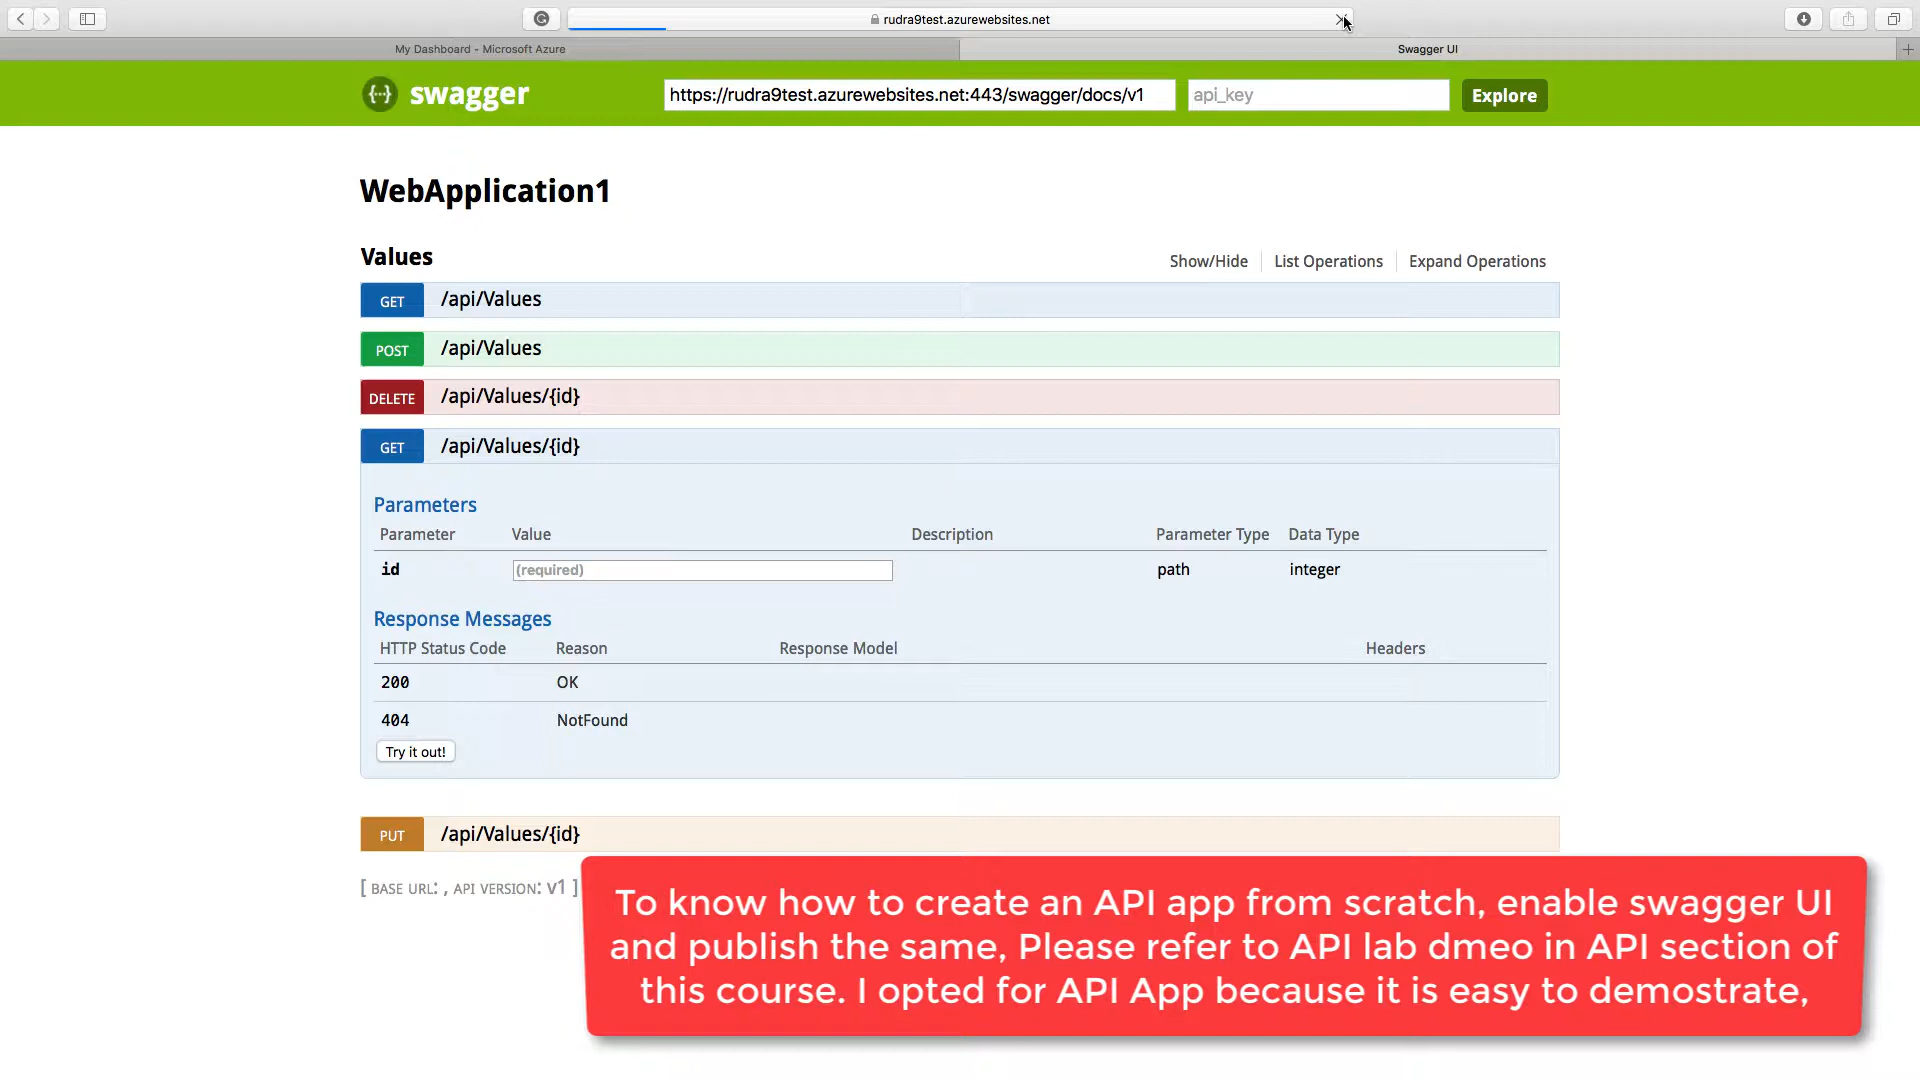 rudra9test.azurewebsites.net
My Dashboard - Microsoft Azure
Swagger UI
{···} swagger
https://rudra9test.azurewebsites.net:443/swagger/docs/v1
api_key
Explore
WebApplication1
Values
Show/Hide
List Operations
Expand Operations
GET /api/Values
POST /api/Values
DELETE /api/Values/{id}
GET /api/Values/{id}
Parameters
Parameter Value Description Parameter Type Data Type
id (required) path integer
Response Messages
HTTP Status Code Reason Response Model Headers
200 OK
404 NotFound
Try it out!
PUT /api/Values/{id}
[ BASE URL: , API VERSION: V1 ]
To know how to create an API app from scratch, enable swagger UI
and publish the same, Please refer to API lab dmeo in API section of
this course. I opted for API App because it is easy to demostrate,